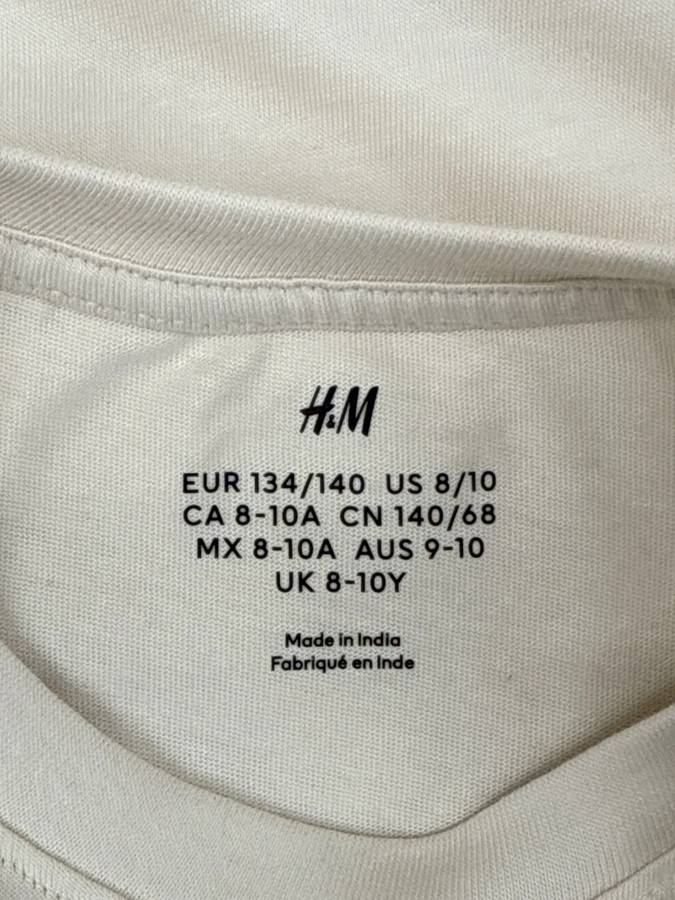 H&M
EUR 134/140 US 8/10
CA 8-10A CN 140/68
MX 8-10A AUS 9-10
UK 8-10Y
Made in India
Fabriqué en Inde